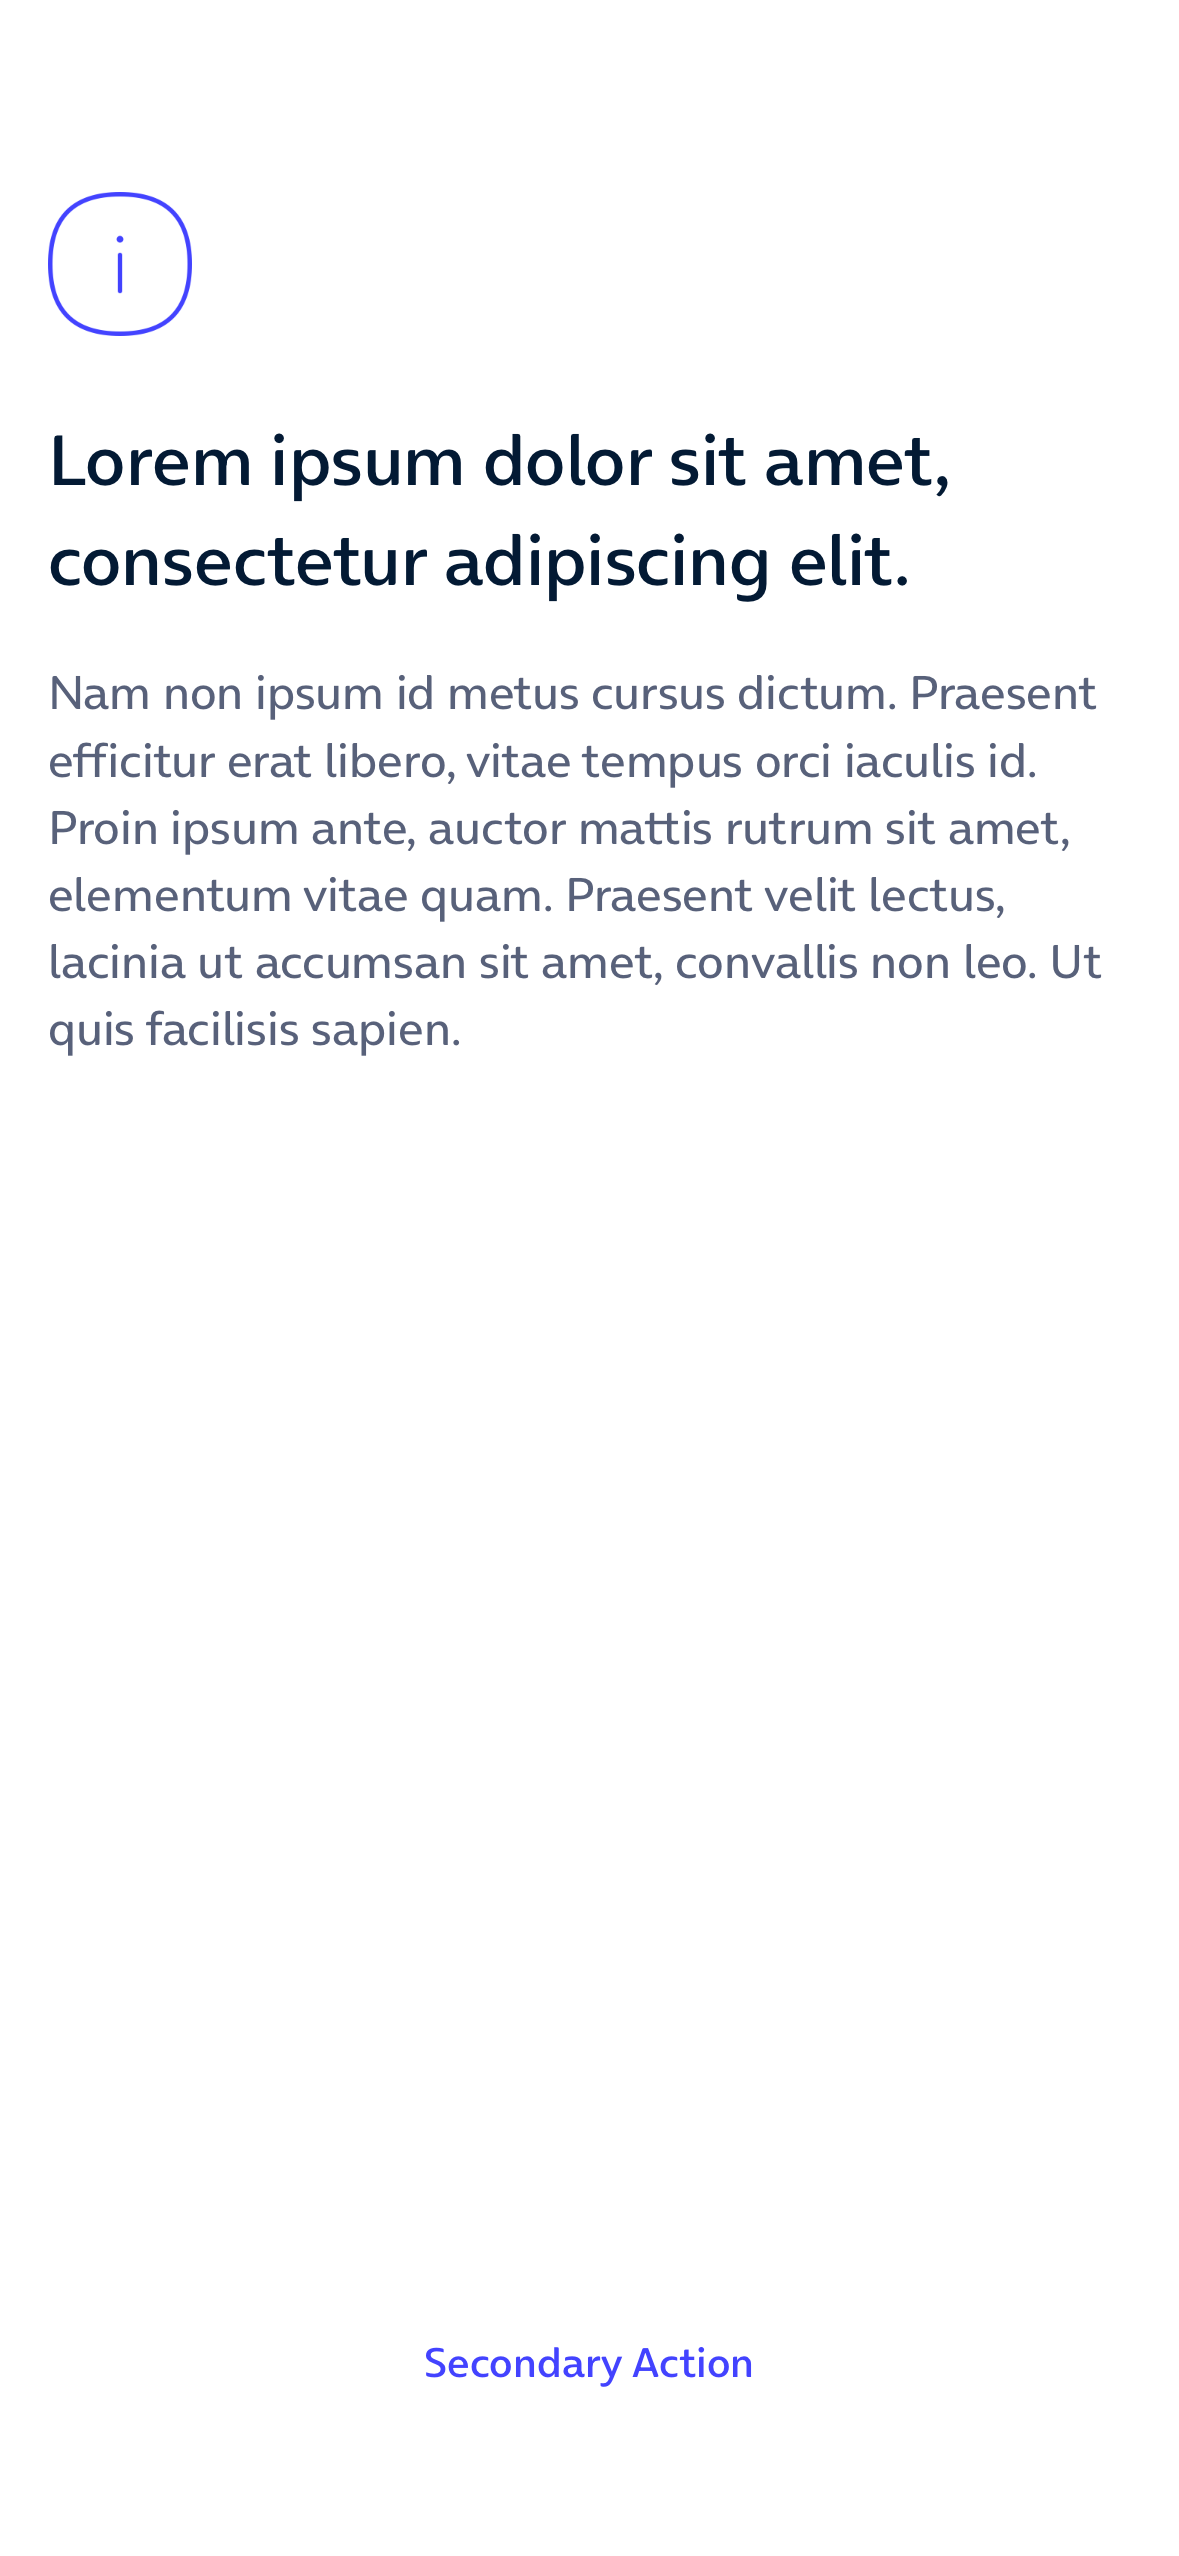 Lorem ipsum dolor sit amet,
consectetur adipiscing elit.
Nam non ipsum id metus cursus dictum. Praesent
efficitur erat libero, vitae tempus orci iaculis id.
Proin ipsum ante, auctor mattis rutrum sit amet,
elementum vitae quam. Praesent velit lectus,
lacinia ut accumsan sit amet, convallis non leo. Ut
quis facilisis sapien.
Secondary Action